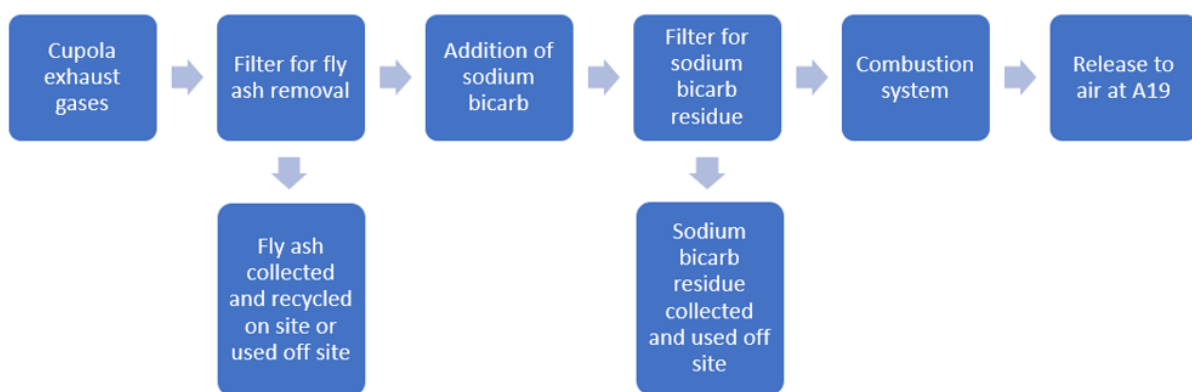 Cupola
exhaust
gases
Filter for fly
ash removal
Addition of
sodium
bicarb
Filter for
sodium
bicarb
residue
Combustion
system
Release to
air at A19
Fly ash
collected
and recycled
on site or
used off site
Sodium
bicarb
residue
collected
and used off
site